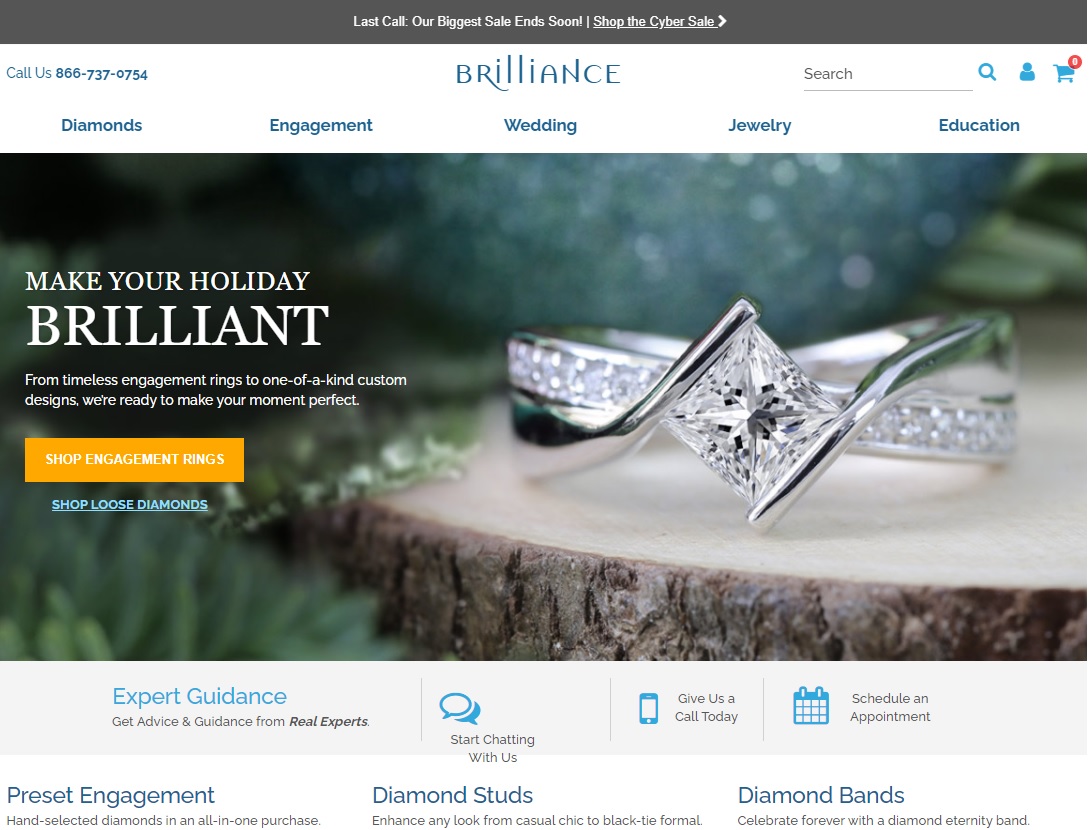 Last Call: Our Biggest Sale Ends Soon! | Shop the Cyber Sale
Call Us 866-737-0754
BRilliANCE
Search
0
Diamonds
Engagement
Wedding
Jewelry
Education
MAKE YOUR HOLIDAY
BRILLIANT
From timeless engagement rings to one-of-a-kind custom
designs, we're ready to make your moment perfect.
SHOP ENGAGEMENT RINGS
SHOP LOOSE DIAMONDS
Expert Guidance
Get Advice & Guidance from Real Experts.
Start Chatting
With Us
Give Us a
Call Today
Schedule an
Appointment
Preset Engagement
Hand-selected diamonds in an all-in-one purchase.
Diamond Studs
Enhance any look from casual chic to black-tie formal.
Diamond Bands
Celebrate forever with a diamond eternity band.